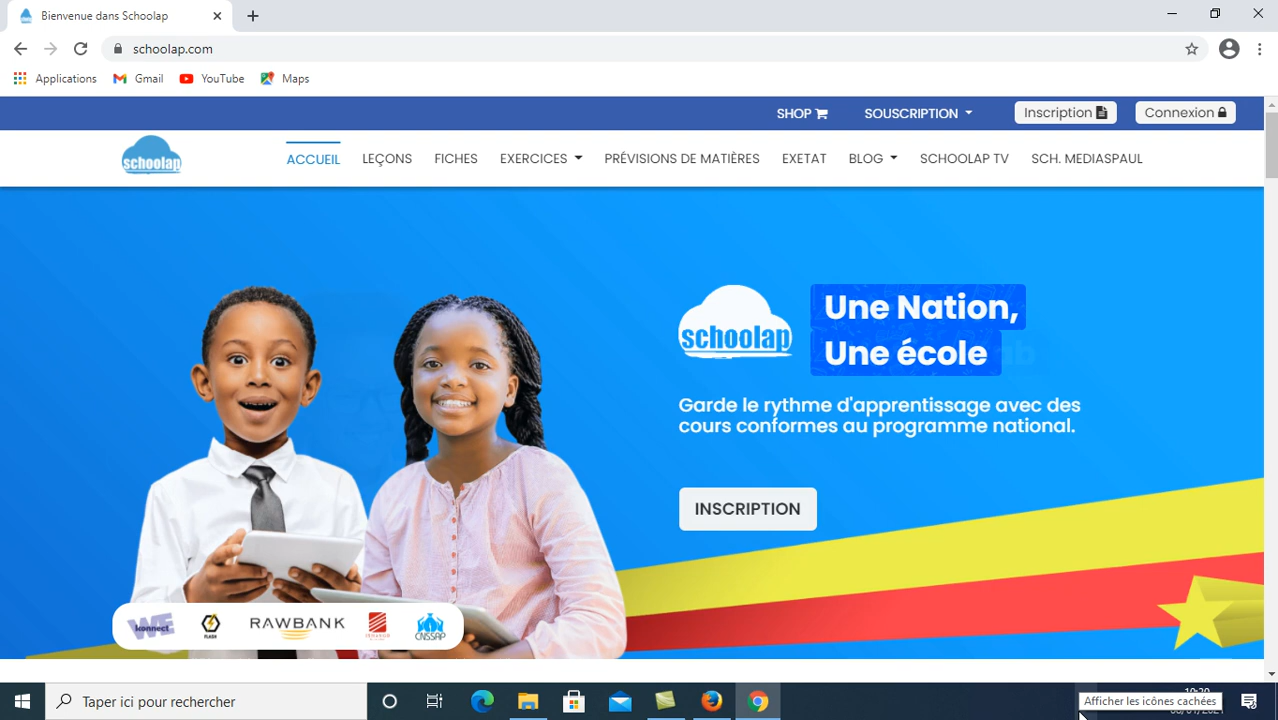 Bienvenue dans Schoolap
schoolap.com
Applications Gmail YouTube Maps
SHOP SOUSCRIPTION Inscription Connexion
schoolap ACCUEIL LEÇONS FICHES EXERCICES PRÉVISIONS DE MATIÈRES EXETAT BLOG SCHOOLAP TV SCH. MEDIASPAUL
schoolap
Une Nation,
Une école
Garde le rythme d'apprentissage avec des
cours conformes au programme national.
INSCRIPTION
WE konnect FLASH RAWBANK CNSSAP
Taper ici pour rechercher
Afficher les icônes cachées